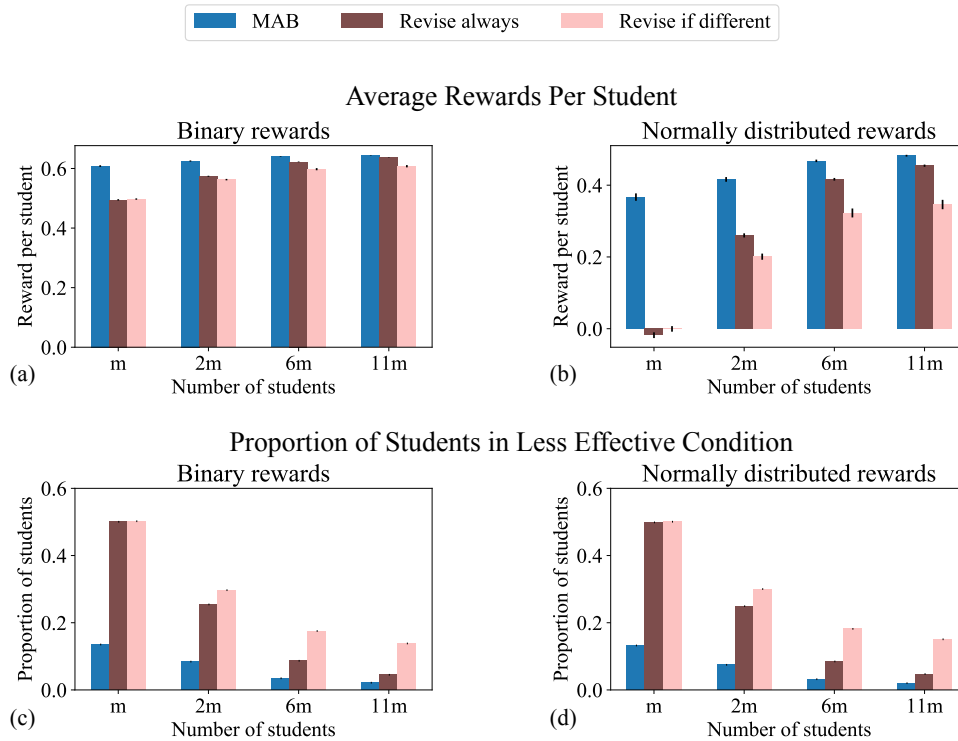 MAB Revise always Revise if different
Average Rewards Per Student
Binary rewards
Reward per student
0.6
0.4
0.2
0.0
m 2m 6m 11m
Number of students
(a)
Normally distributed rewards
Reward per student
0.4
0.2
0.0
m 2m 6m 11m
Number of students
(b)
Proportion of Students in Less Effective Condition
Binary rewards
Proportion of students
0.6
0.4
0.2
0.0
m 2m 6m 11m
Number of students
(c)
Normally distributed rewards
Proportion of students
0.6
0.4
0.2
0.0
m 2m 6m 11m
Number of students
(d)